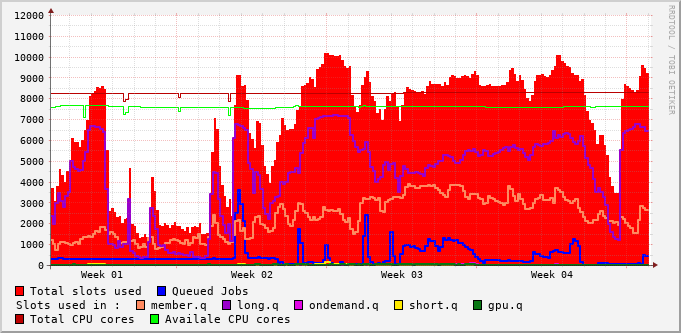 RRDTOOL / TOBI OETIKER
12000
11000
10000
9000
8000
7000
6000
5000
4000
3000
2000
1000
0
Week 01 Week 02 Week 03 Week 04
Total slots used Queued Jobs
Slots used in : member.q long.q ondemand.q short.q gpu.q
Total CPU cores Availale CPU cores